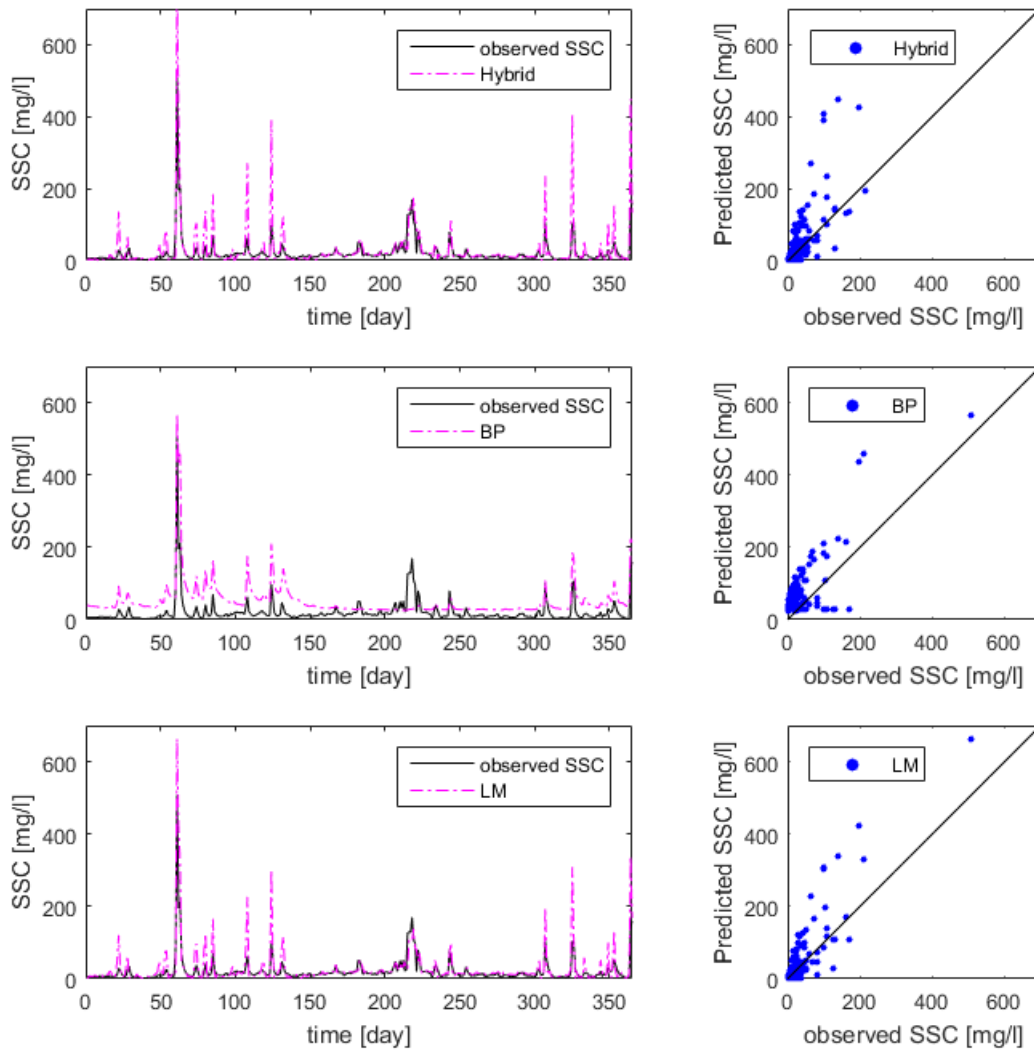 SSC [mg/l]
600
400
200
0
observed SSC
Hybrid
0 50 100 150 200 250 300 350
time [day]
Predicted SSC [mg/l]
600
400
200
0
Hybrid
0 200 400 600
observed SSC [mg/l]
SSC [mg/l]
600
400
200
0
observed SSC
BP
0 50 100 150 200 250 300 350
time [day]
Predicted SSC [mg/l]
600
400
200
0
BP
0 200 400 600
observed SSC [mg/l]
SSC [mg/l]
600
400
200
0
observed SSC
LM
0 50 100 150 200 250 300 350
time [day]
Predicted SSC [mg/l]
600
400
200
0
LM
0 200 400 600
observed SSC [mg/l]